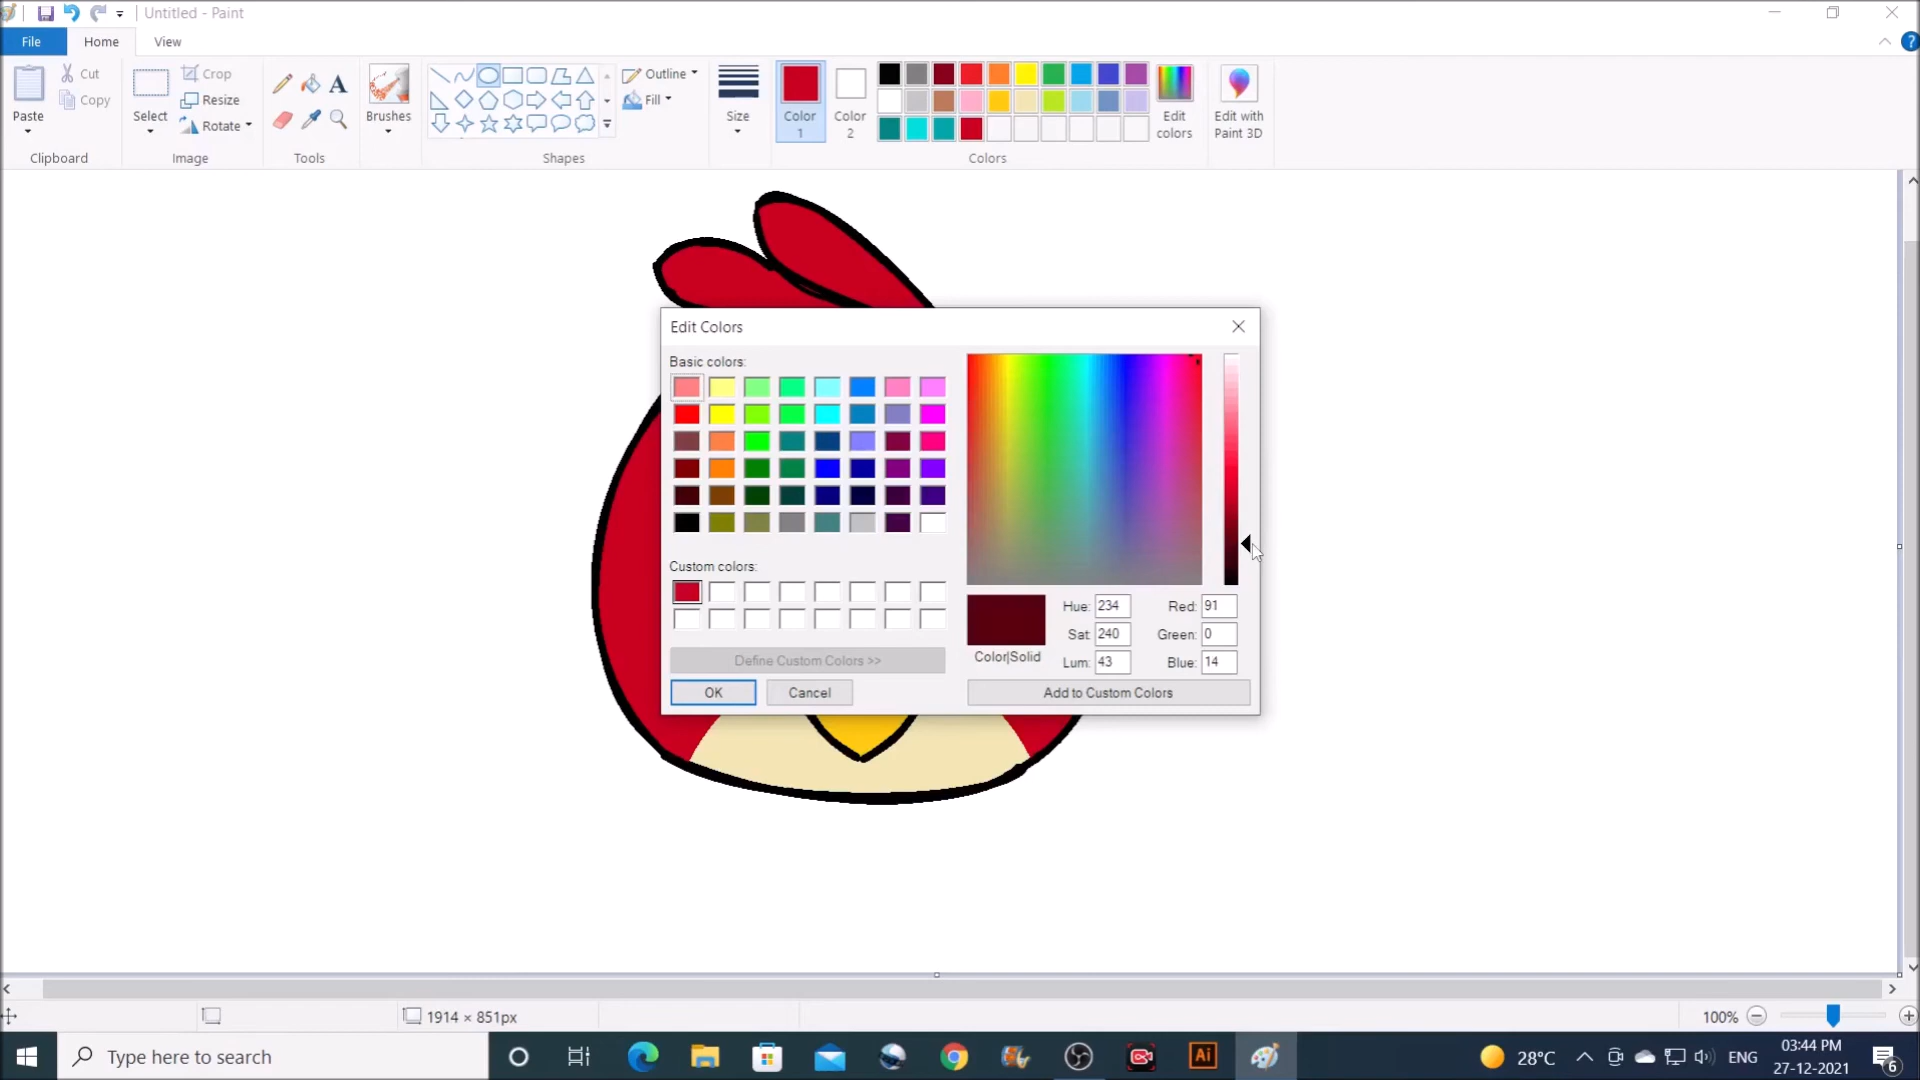 Untitled - Paint
File
Home
View
Paste
Cut
Copy
Clipboard
Select
Crop
Resize
Rotate
Image
Tools
Brushes
Outline
Fill
Shapes
Size
Color
1
Color
2
Edit
colors
Colors
Edit with
Paint 3D
Edit Colors
Basic colors:
Custom colors:
Define Custom Colors >>
OK
Cancel
Hue: 234
Red: 91
Sat: 240
Green: 0
Color|Solid
Lum: 43
Blue: 14
Add to Custom Colors
1914 × 851px
100%
Type here to search
Ai
28°C
ENG
03:44 PM
27-12-2021
6